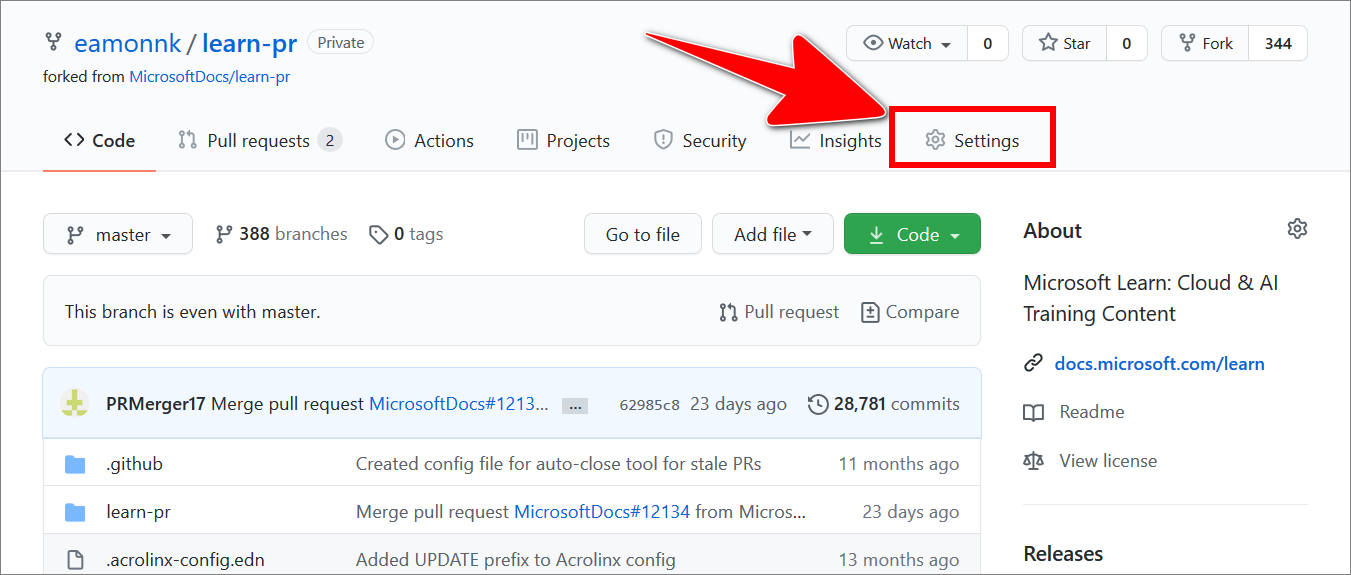 eamonnk / learn-pr Private
Watch 0 Star 0 Fork 344
forked from MicrosoftDocs/learn-pr
Code Pull requests 2 Actions Projects Security Insights Settings
master 388 branches 0 tags Go to file Add file Code
This branch is even with master. Pull request Compare
PRMerger17 Merge pull request MicrosoftDocs#1213... ... 62985c8 23 days ago 28,781 commits
.github Created config file for auto-close tool for stale PRs 11 months ago
learn-pr Merge pull request MicrosoftDocs#12134 from Micros... 23 days ago
.acrolinx-config.edn Added UPDATE prefix to Acrolinx config 13 months ago
About
Microsoft Learn: Cloud & AI
Training Content
docs.microsoft.com/learn
Readme
View license
Releases